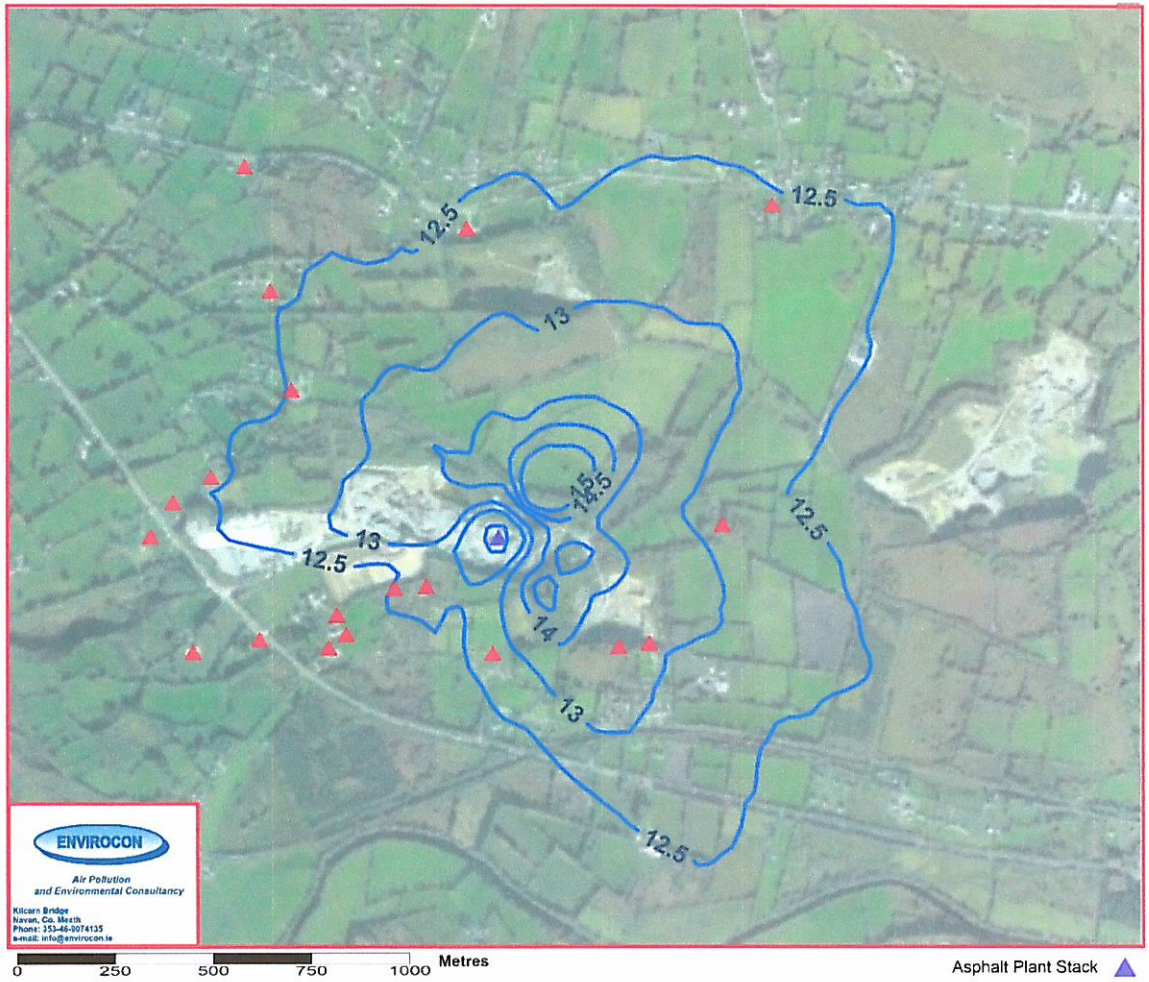 12.5
12.5
13
15
14.5
13
12.5
12.5
14
13
12.5
ENVIROCON
Air Pollution
and Environmental Consultancy
Kilcarn Bridge
Navan, Co. Meath
Phone: 353-46-9074135
e-mail: info@envirocon.ie
0 250 500 750 1000 Metres
Asphalt Plant Stack